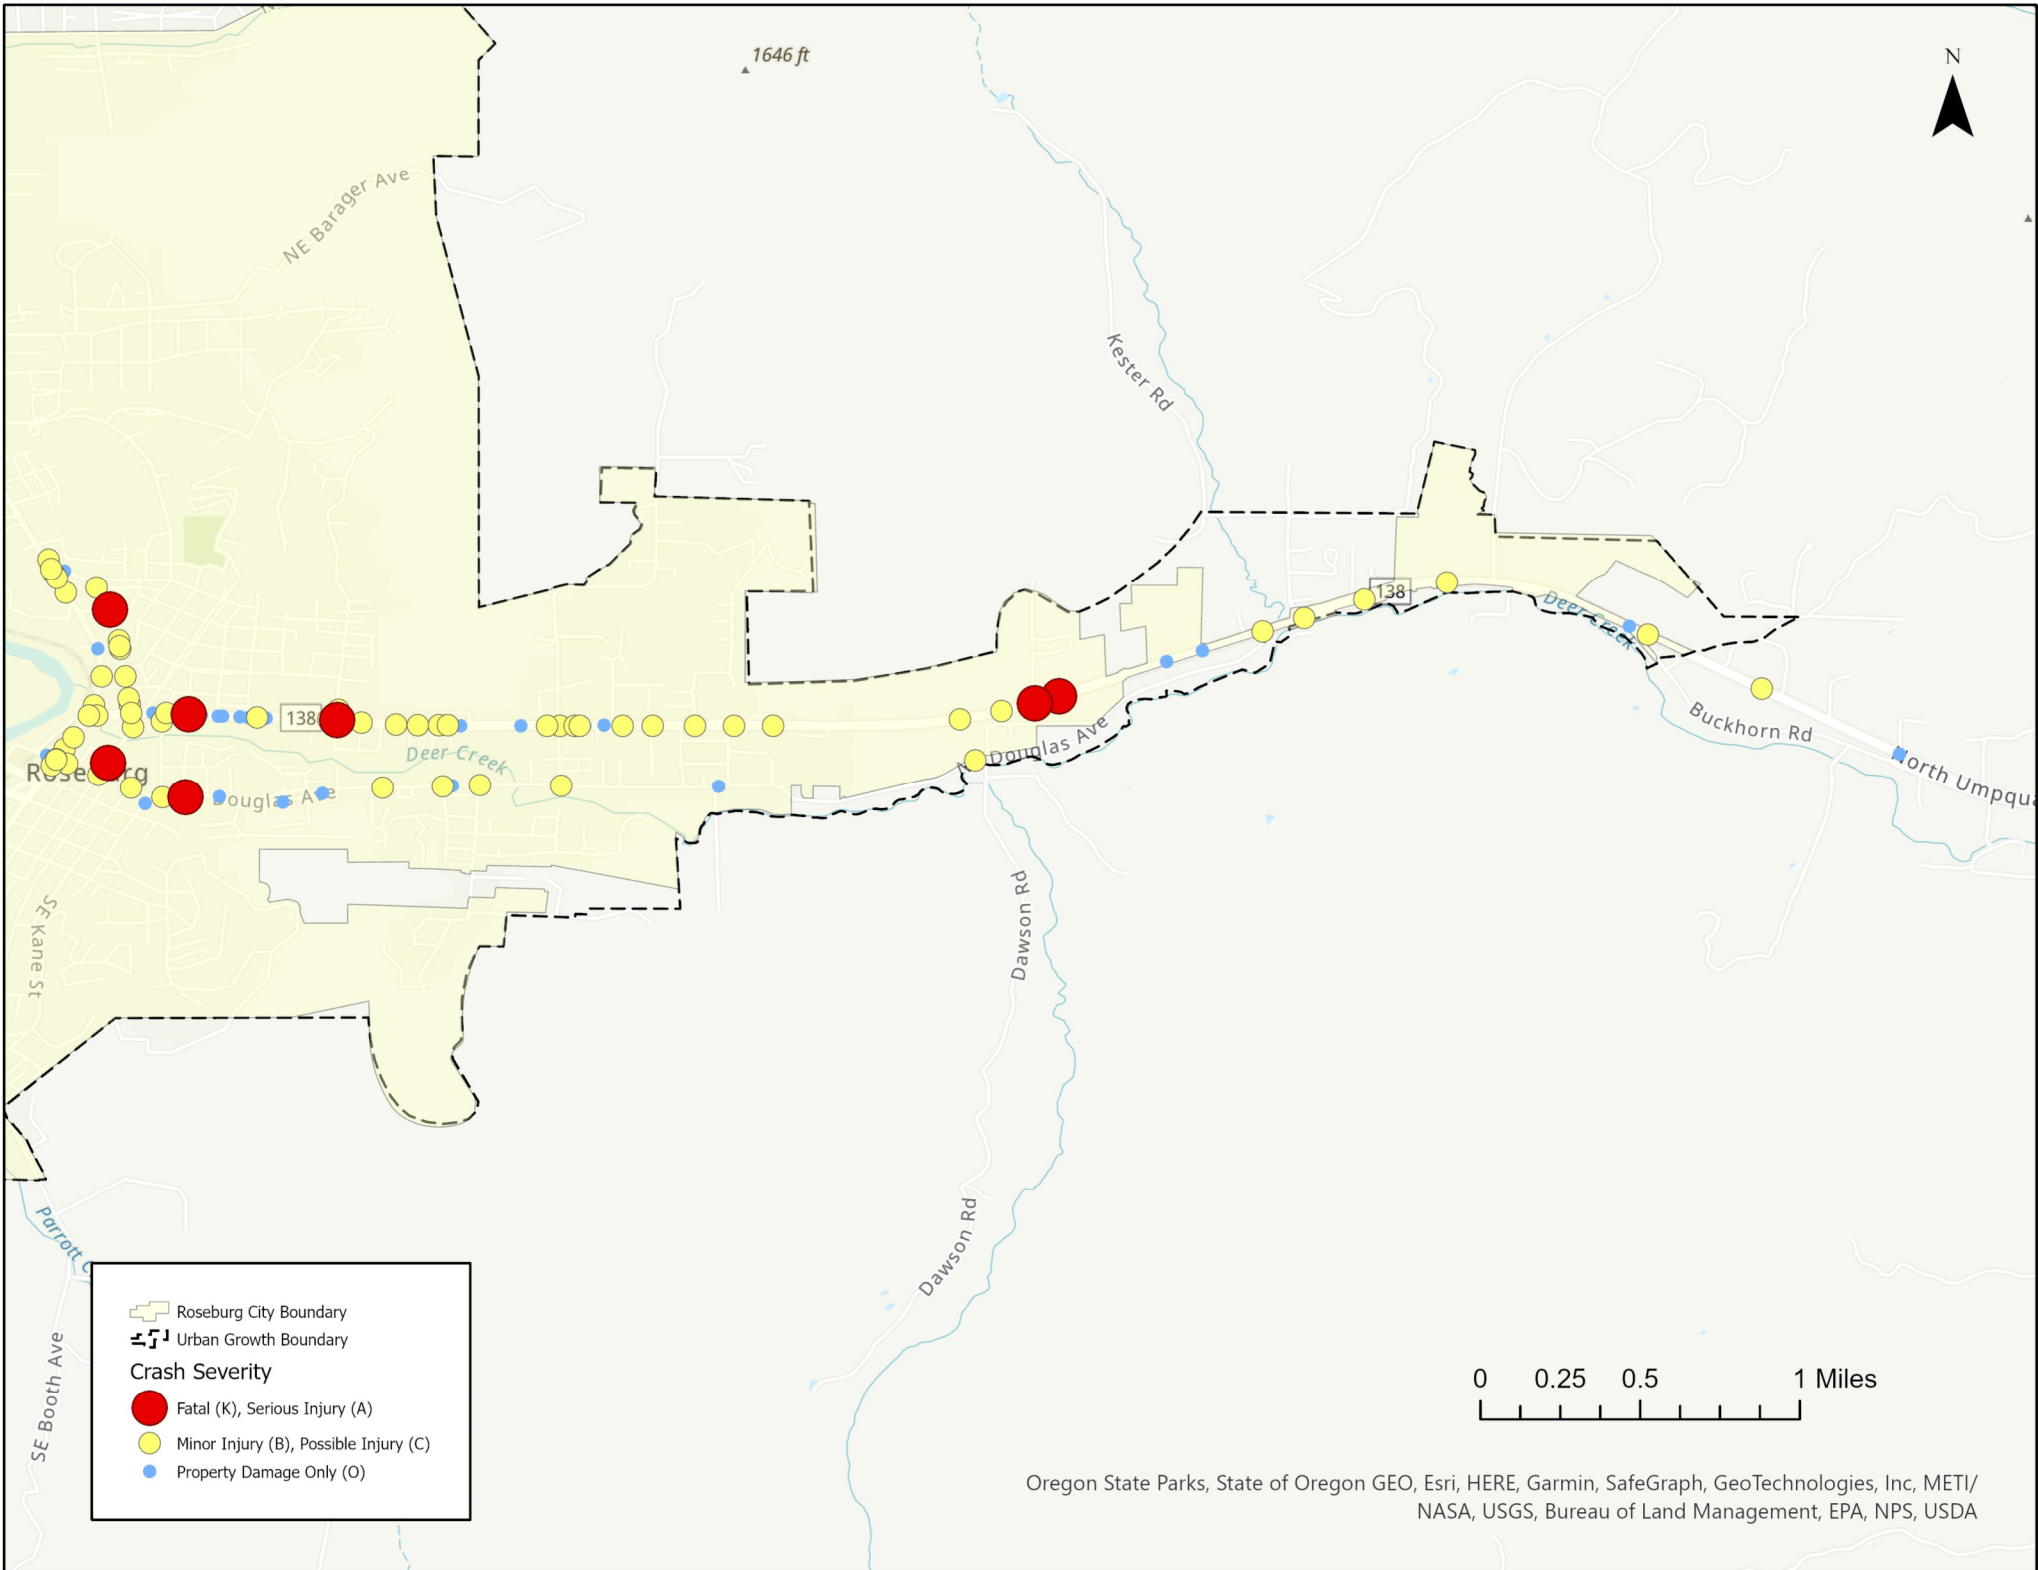 1646 ft
N
NE Barager Ave
Kester Rd
138
Deer Creek
138
Deer Creek
Buckhorn Rd
Douglas Ave
North Umpqua
Deer Creek
Roseburg
Douglas Ave
Dawson Rd
SE Kane St
Dawson Rd
Parrott C
SE Booth Ave
Roseburg City Boundary
Urban Growth Boundary
Crash Severity
Fatal (K), Serious Injury (A)
Minor Injury (B), Possible Injury (C)
Property Damage Only (O)
0 0.25 0.5 1 Miles
Oregon State Parks, State of Oregon GEO, Esri, HERE, Garmin, SafeGraph, GeoTechnologies, Inc, METI/
NASA, USGS, Bureau of Land Management, EPA, NPS, USDA